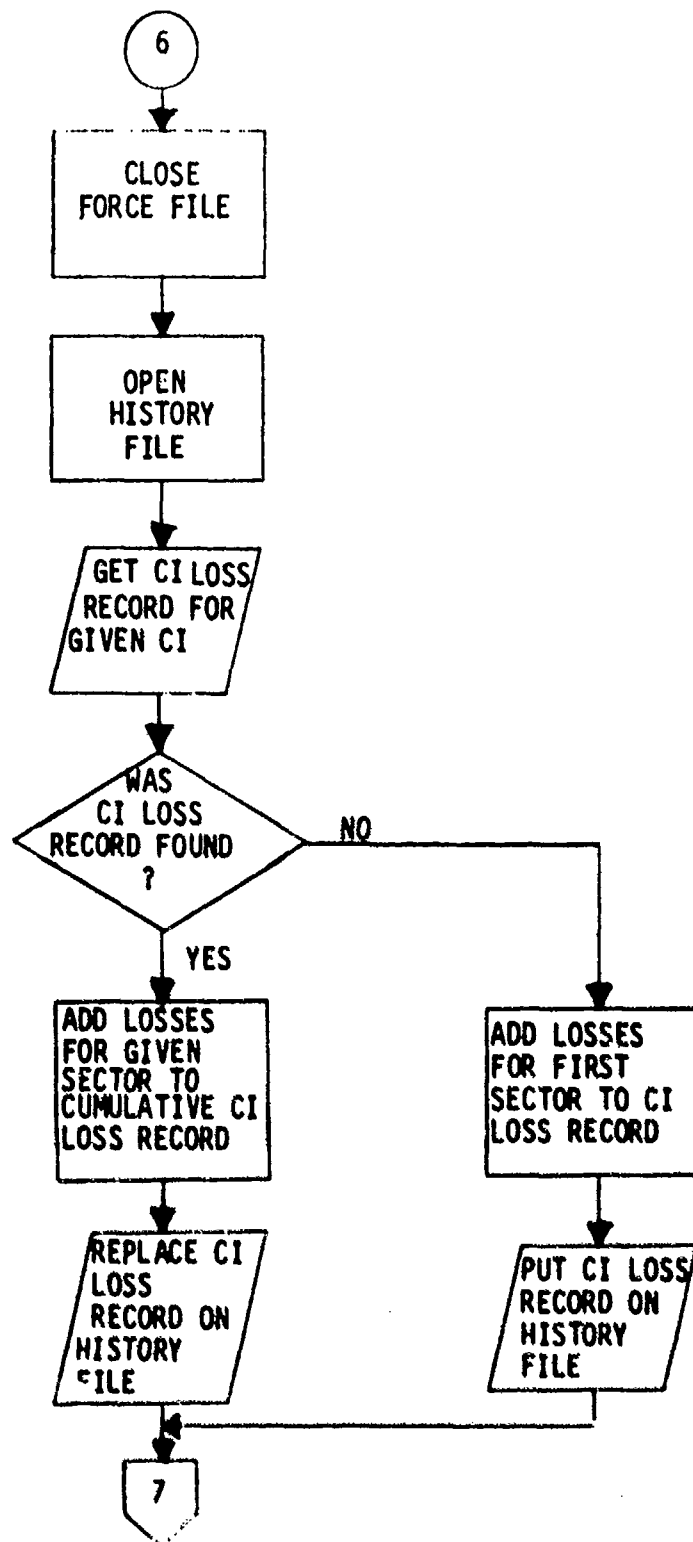 6
CLOSE
FORCE FILE
OPEN
HISTORY
FILE
GET CI LOSS
RECORD FOR
GIVEN CI
WAS
CI LOSS
RECORD FOUND
?
NO
YES
ADD LOSSES
FOR GIVEN
SECTOR TO
CUMULATIVE CI
LOSS RECORD
ADD LOSSES
FOR FIRST
SECTOR TO CI
LOSS RECORD
REPLACE CI
LOSS
RECORD ON
HISTORY
FILE
PUT CI LOSS
RECORD ON
HISTORY
FILE
7